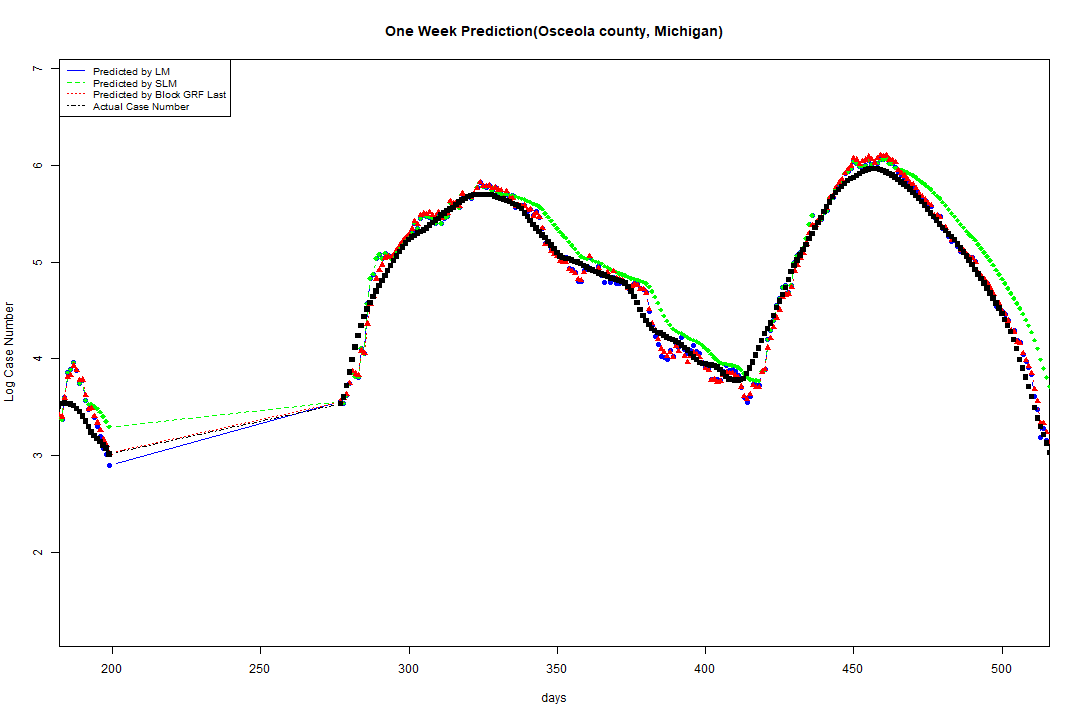 One Week Prediction(Osceola county, Michigan)
Predicted by LM
Predicted by SLM
Predicted by Block GRF Last
Actual Case Number
7
6
5
4
3
2
Log Case Number
200 250 300 350 400 450 500
days